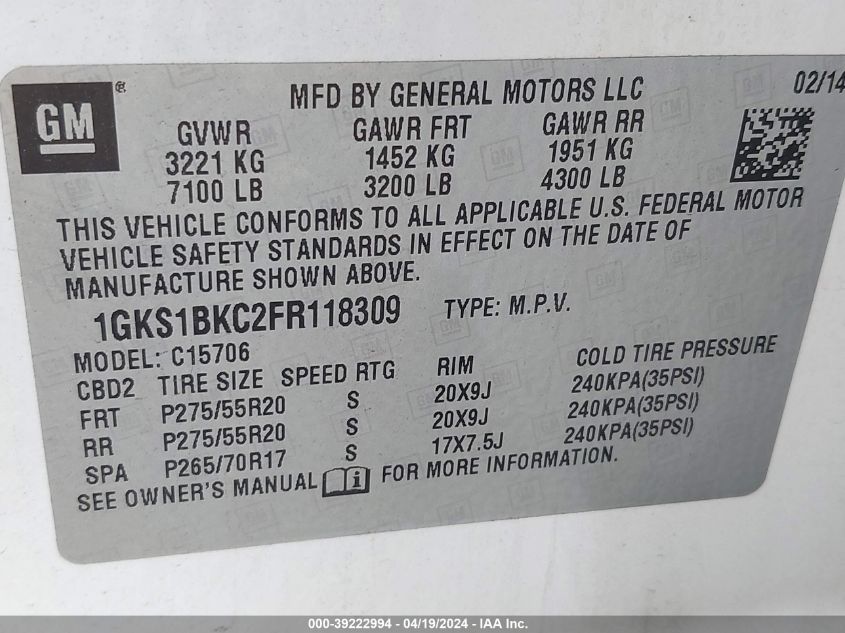 GM ®
MFD BY GENERAL MOTORS LLC 02/14
GVWR GAWR FRT GAWR RR
3221 KG 1452 KG 1951 KG
7100 LB 3200 LB 4300 LB
THIS VEHICLE CONFORMS TO ALL APPLICABLE U.S. FEDERAL MOTOR
VEHICLE SAFETY STANDARDS IN EFFECT ON THE DATE OF
MANUFACTURE SHOWN ABOVE.
1GKS1BKC2FR118309 TYPE: M.P.V.
MODEL: C15706
CBD2 TIRE SIZE SPEED RTG RIM COLD TIRE PRESSURE
FRT P275/55R20 S 20X9J 240KPA(35PSI)
RR P275/55R20 S 20X9J 240KPA(35PSI)
SPA P265/70R17 S 17X7.5J 240KPA(35PSI)
SEE OWNER'S MANUAL i FOR MORE INFORMATION.
000-39222994 - 04/19/2024 - IAA Inc.